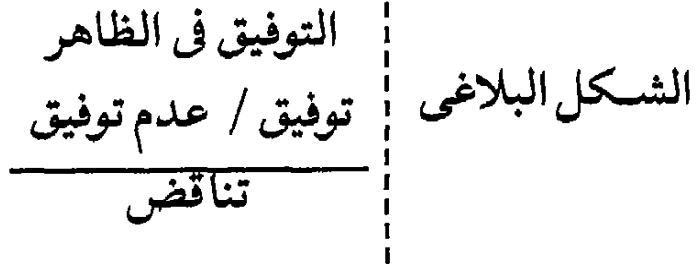 الشكل البلاغى
التوفيق فى الظاهر
توفيق / عدم توفيق
تناقض